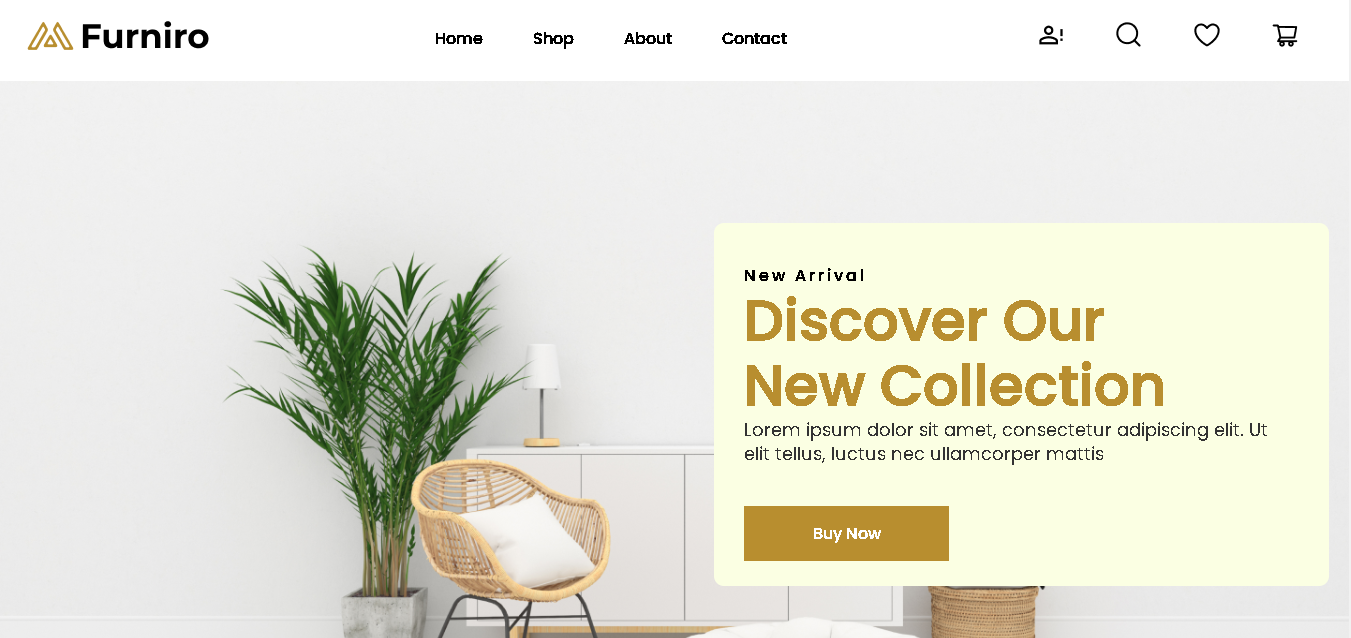 Furniro
Home
Shop
About
Contact
New Arrival
Discover Our
New Collection
Lorem ipsum dolor sit amet, consectetur adipiscing elit. Ut
elit tellus, luctus nec ullamcorper mattis
Buy Now